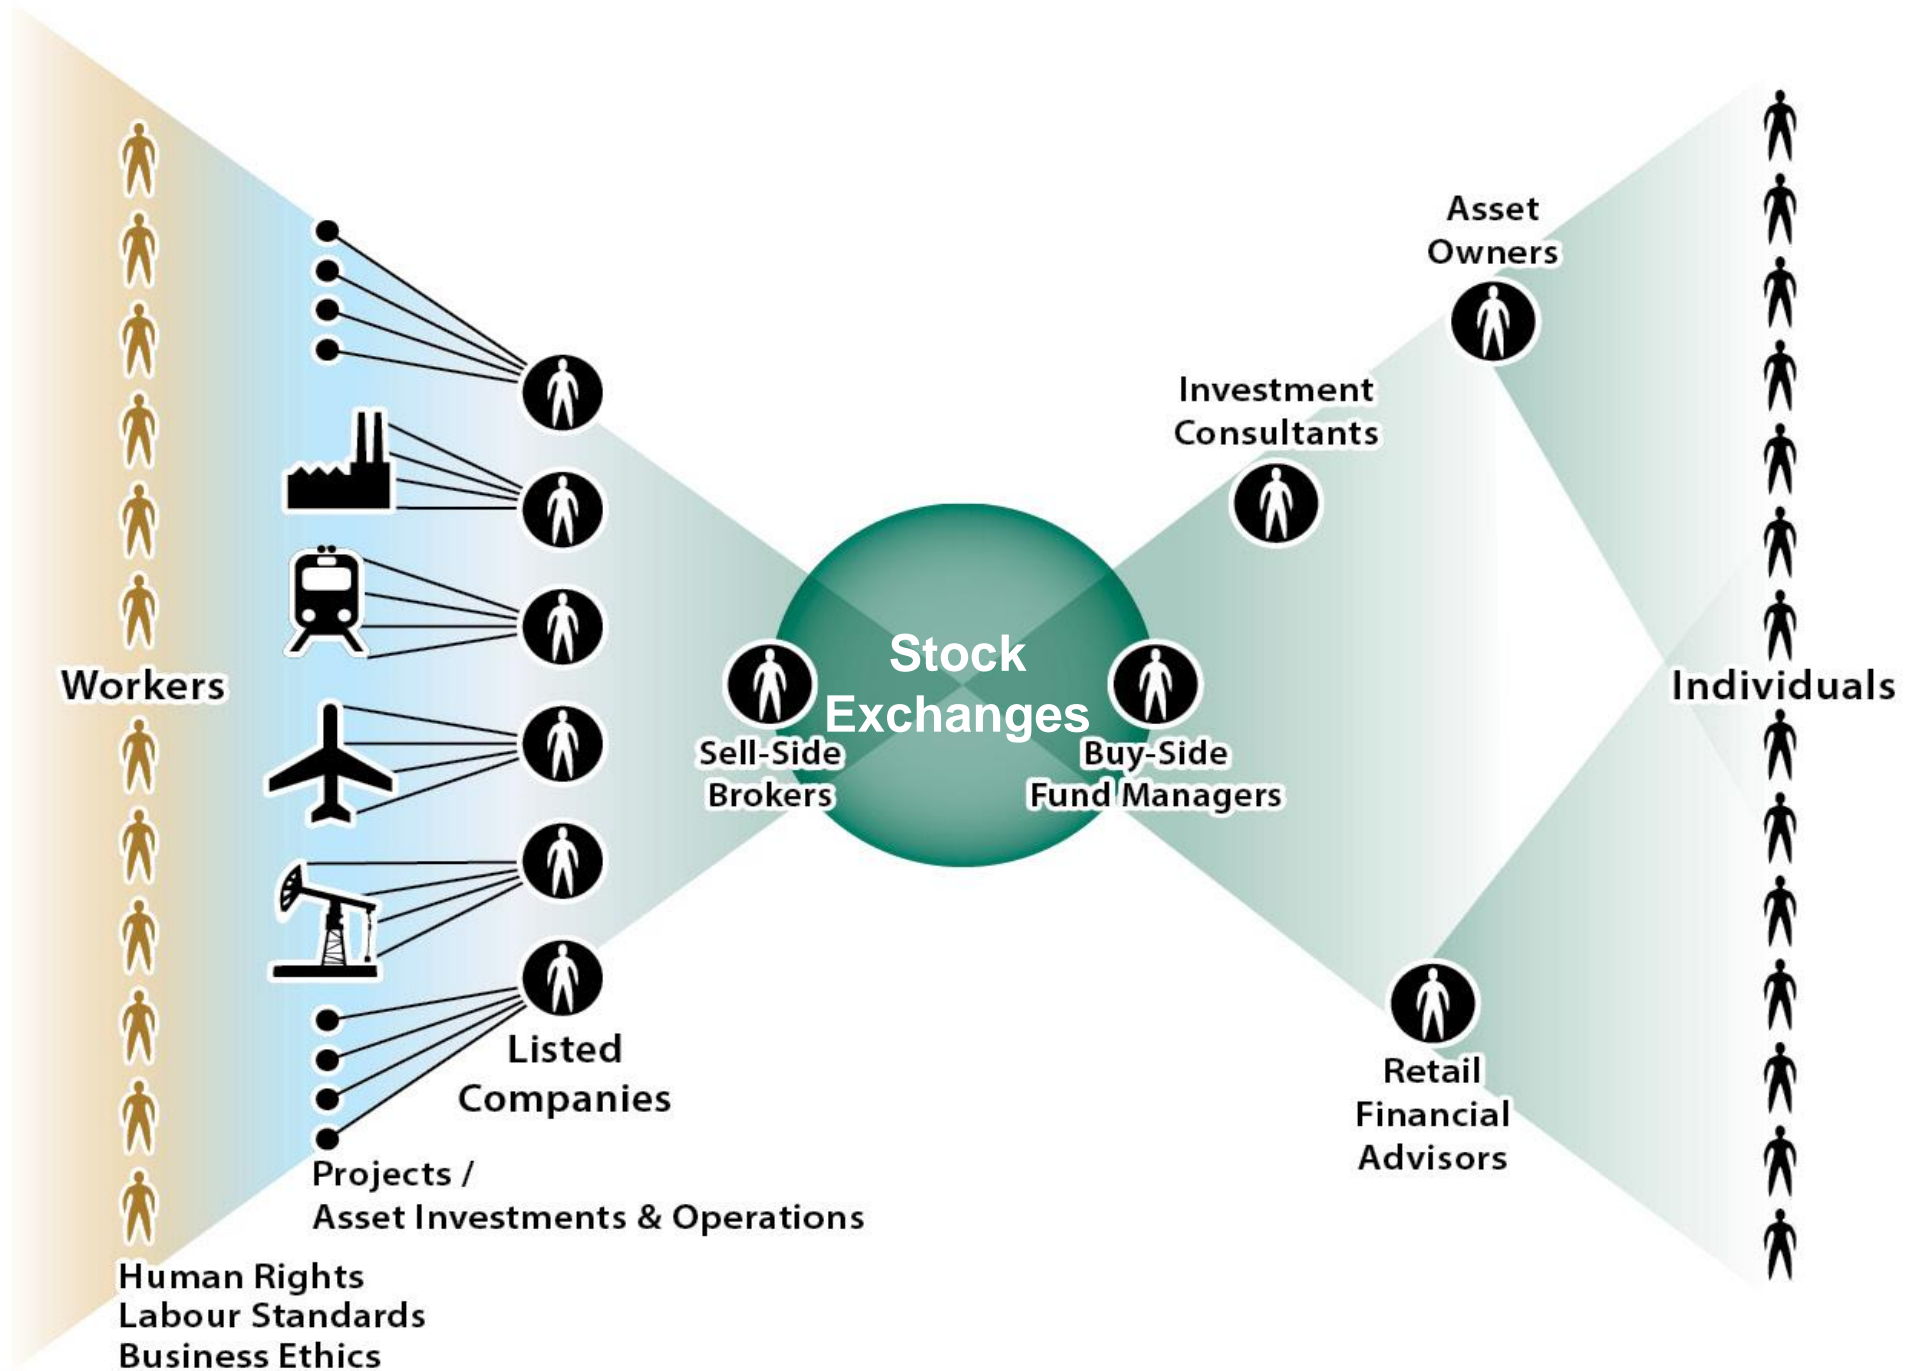 Asset
Owners
Investment
Consultants
Stock
Exchanges
Workers
Individuals
Sell-Side
Brokers
Buy-Side
Fund Managers
Listed
Companies
Retail
Financial
Advisors
Projects /
Asset Investments & Operations
Human Rights
Labour Standards
Business Ethics